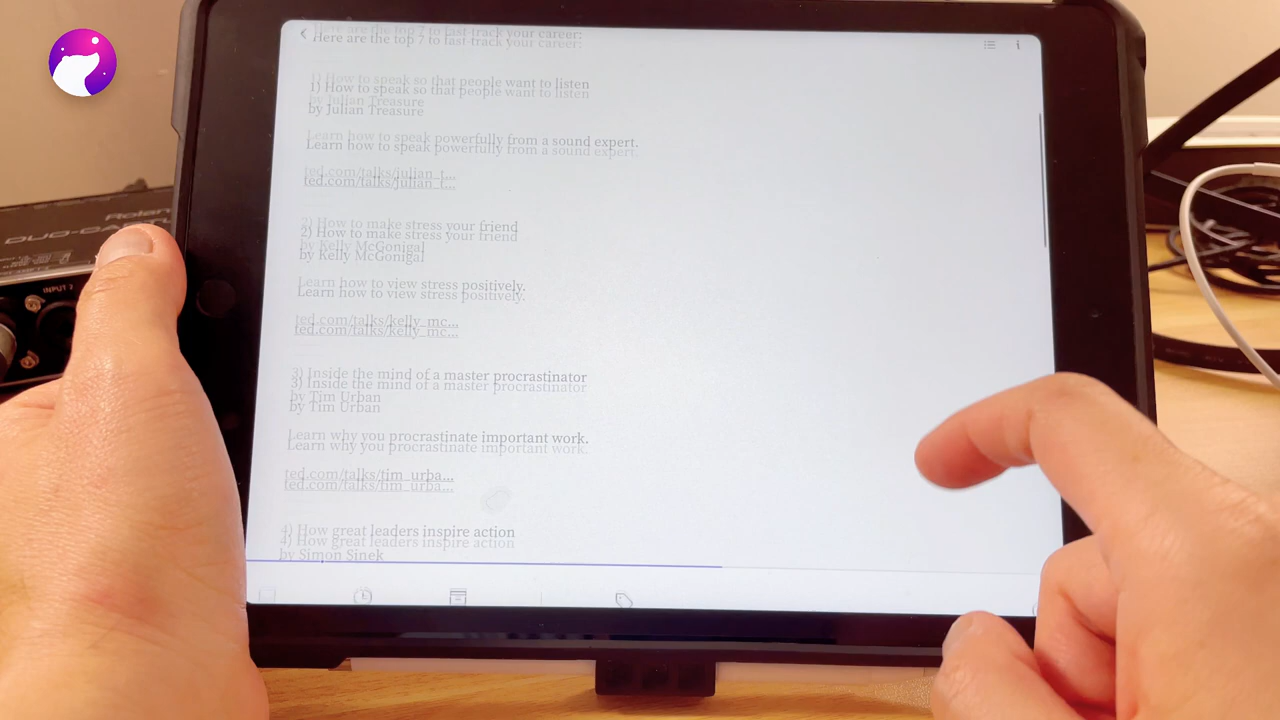 Here are the top 7 to fast-track your career:
1) How to speak so that people want to listen
by Julian Treasure
Learn how to speak powerfully from a sound expert.
ted.com/talks/julian_t…
2) How to make stress your friend
by Kelly McGonigal
Learn how to view stress positively.
ted.com/talks/kelly_mc…
3) Inside the mind of a master procrastinator
by Tim Urban
Learn why you procrastinate important work.
ted.com/talks/tim_urba…
4) How great leaders inspire action
by Simon Sinek
Roland
INPUT 2